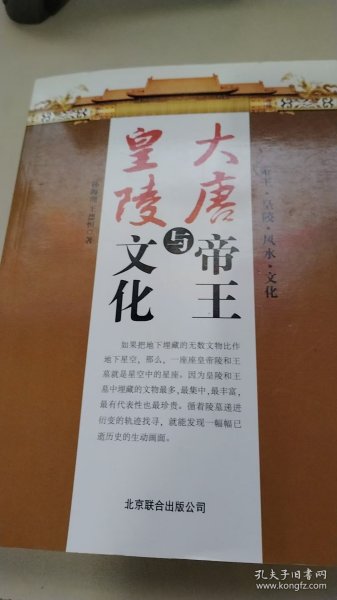 大唐帝王
与
皇陵文化
帝王·皇陵·风水·文化
王德恒 著
如果把地下埋藏的无数文物比作
地下星空，那么，一座座皇帝陵和王
墓就是星空中的星座。因为皇陵和王
墓中埋藏的文物最多、最集中、最丰富，
最有代表性也最珍贵。循着陵墓递进
衍变的轨迹找寻，就能发现一幅幅已
逝历史的生动画面。
北京联合出版公司
孔夫子旧书网